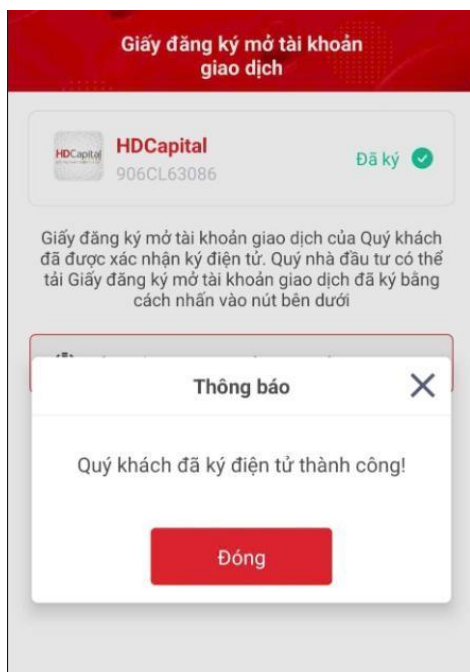 Giấy đăng ký mở tài khoản
giao dịch
HDCapital
HDCapital
906CL63086
Đã ký
Giấy đăng ký mở tài khoản giao dịch của Quý khách
đã được xác nhận ký điện tử. Quý nhà đầu tư có thể
tải Giấy đăng ký mở tài khoản giao dịch đã ký bằng
cách nhấn vào nút bên dưới
Thông báo
Quý khách đã ký điện tử thành công!
Đóng